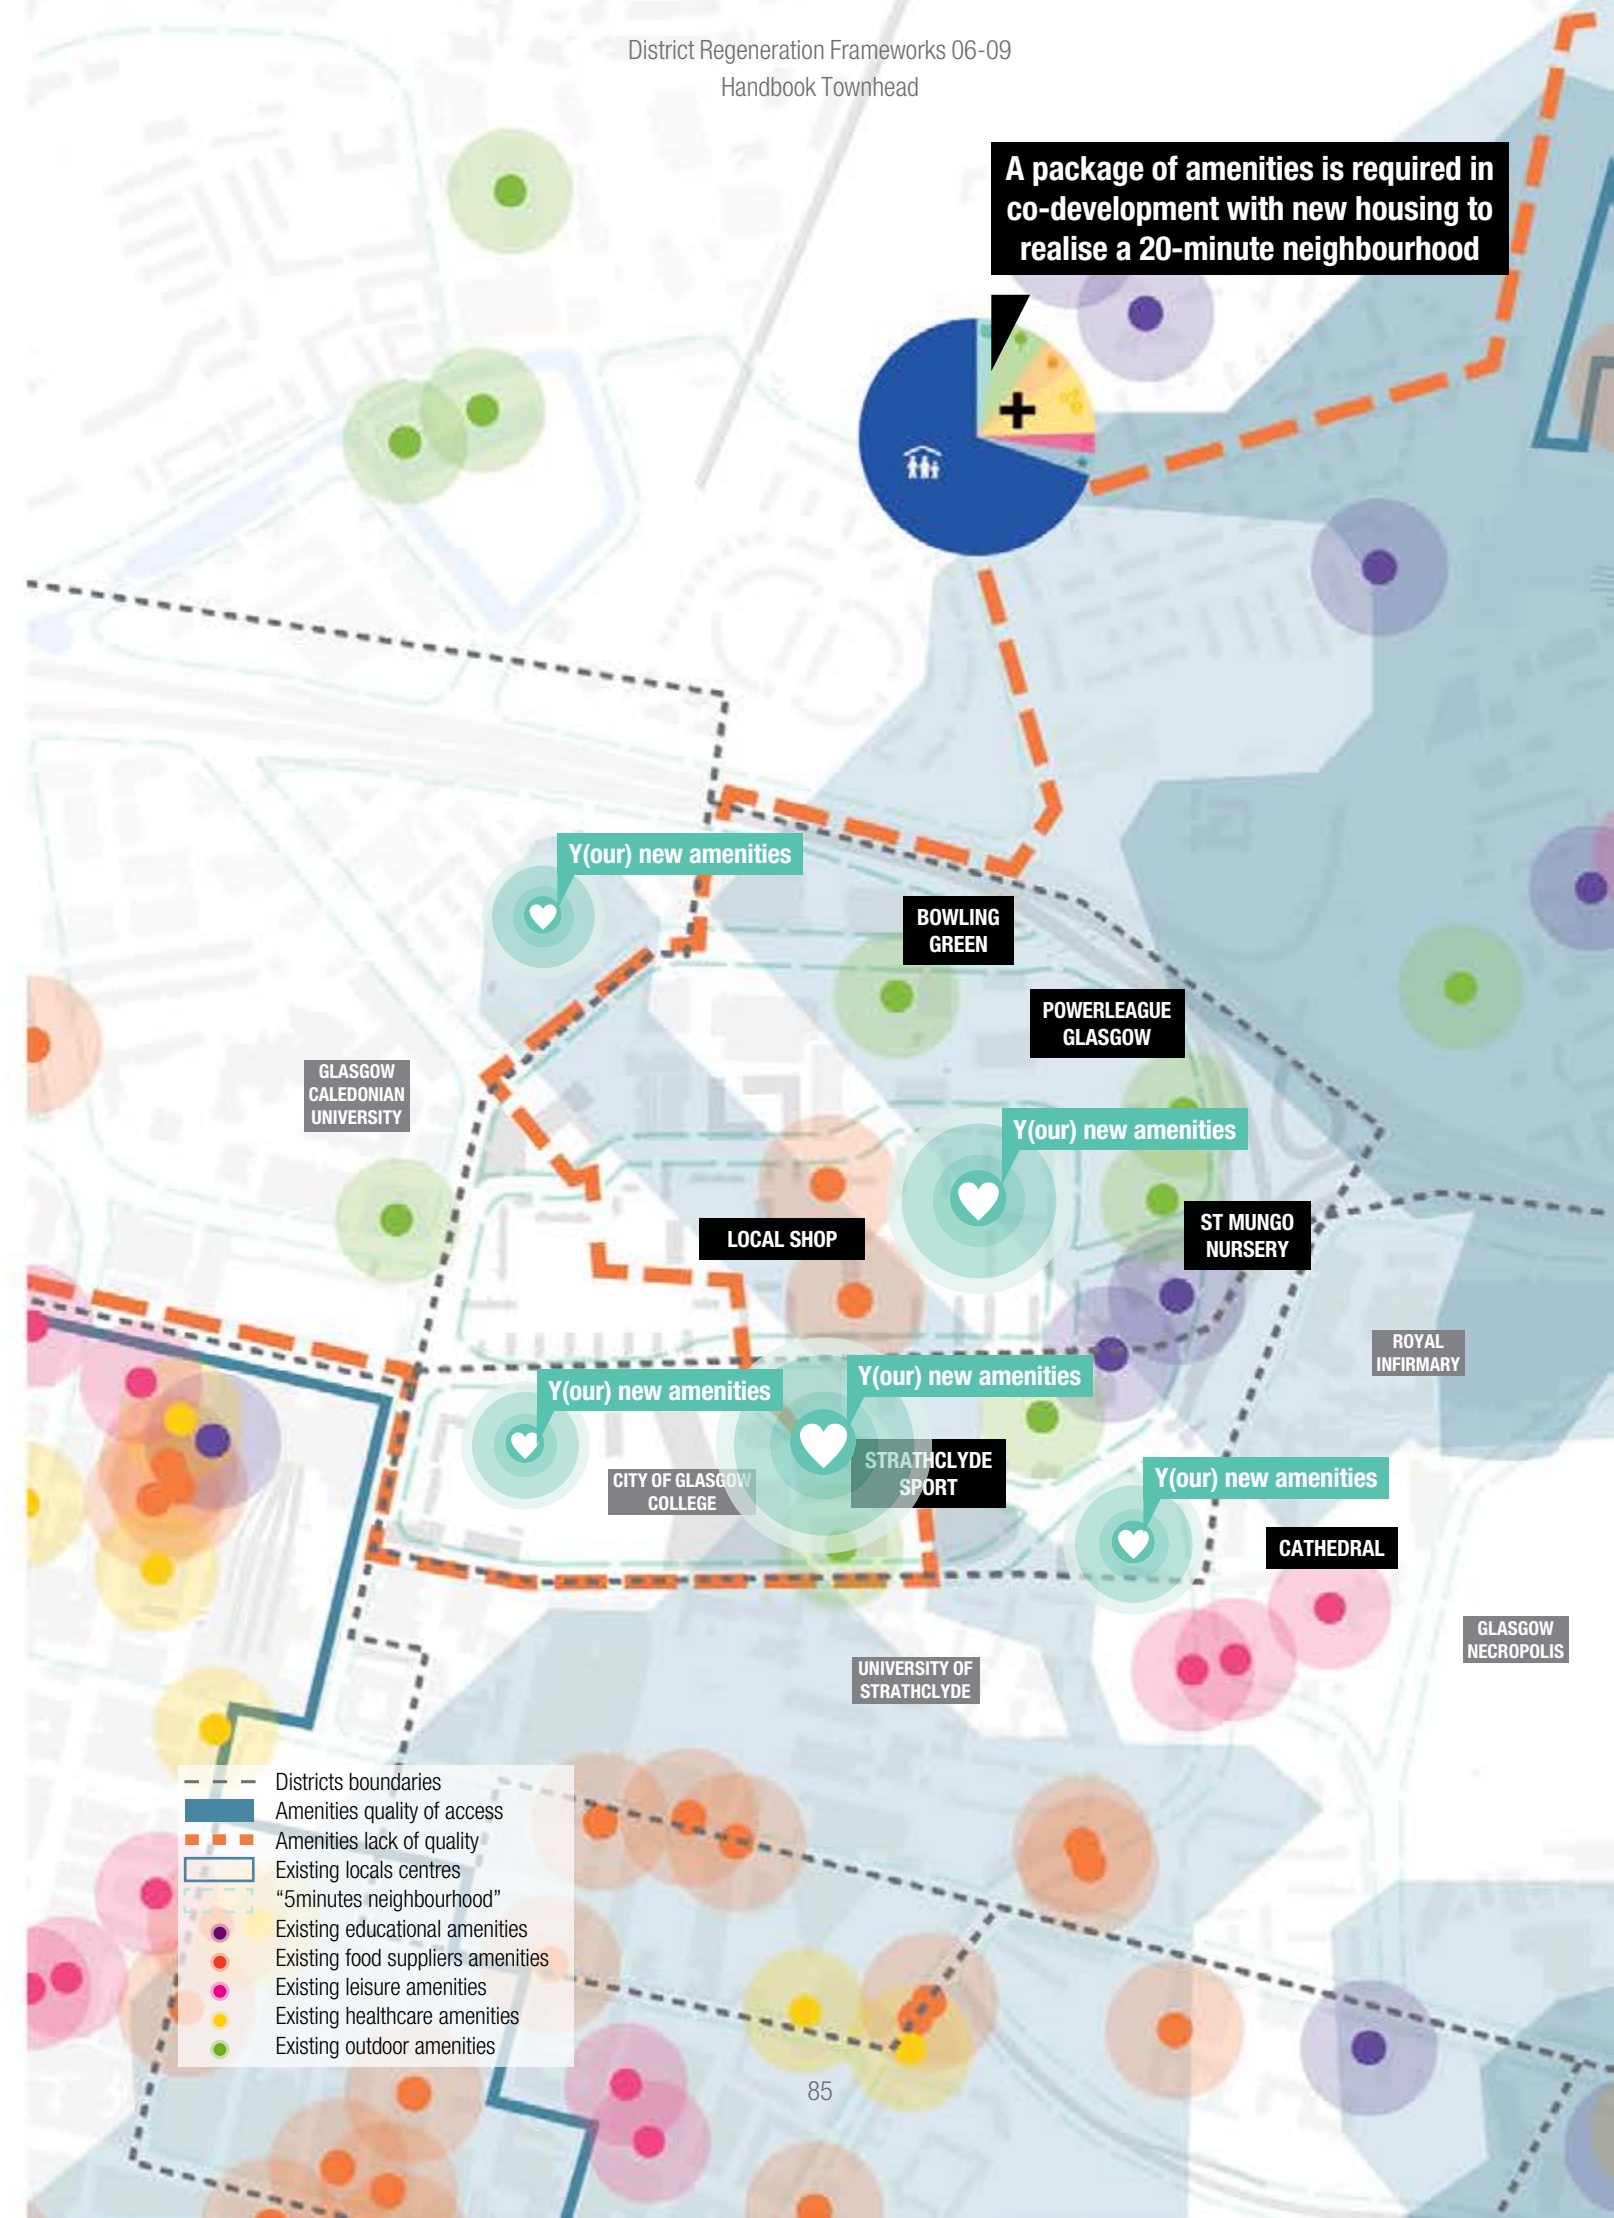 District Regeneration Frameworks 06-09
Handbook Townhead
A package of amenities is required in
co-development with new housing to
realise a 20-minute neighbourhood
Y(our) new amenities
BOWLING
GREEN
POWERLEAGUE
GLASGOW
GLASGOW
CALEDONIAN
UNIVERSITY
Y(our) new amenities
LOCAL SHOP
ST MUNGO
NURSERY
ROYAL
INFIRMARY
Y(our) new amenities
Y(our) new amenities
STRATHCLYDE
SPORT
CITY OF GLASGOW
COLLEGE
Y(our) new amenities
CATHEDRAL
GLASGOW
NECROPOLIS
UNIVERSITY OF
STRATHCLYDE
Districts boundaries
Amenities quality of access
Amenities lack of quality
Existing locals centres
“5minutes neighbourhood”
Existing educational amenities
Existing food suppliers amenities
Existing leisure amenities
Existing healthcare amenities
Existing outdoor amenities
85